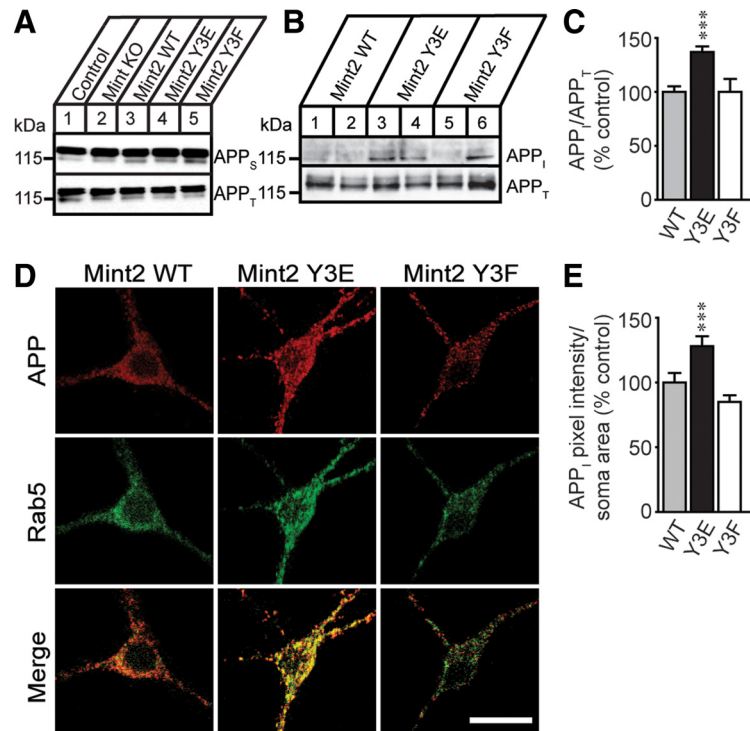 A
Control
Mint KO
Mint2 WT
Mint2 Y3E
Mint2 Y3F
1 2 3 4 5
kDa
115
APPS
115
APPT
B
Mint2 WT
Mint2 Y3E
Mint2 Y3F
1 2 3 4 5 6
kDa
115
APPI
115
APPT
C
APPI/APPT
(% control)
150
100
50
0
***
WT
Y3E
Y3F
D
Mint2 WT Mint2 Y3E Mint2 Y3F
APP
Rab5
Merge
E
APPI pixel intensity/
soma area (% control)
150
100
50
0
***
WT
Y3E
Y3F